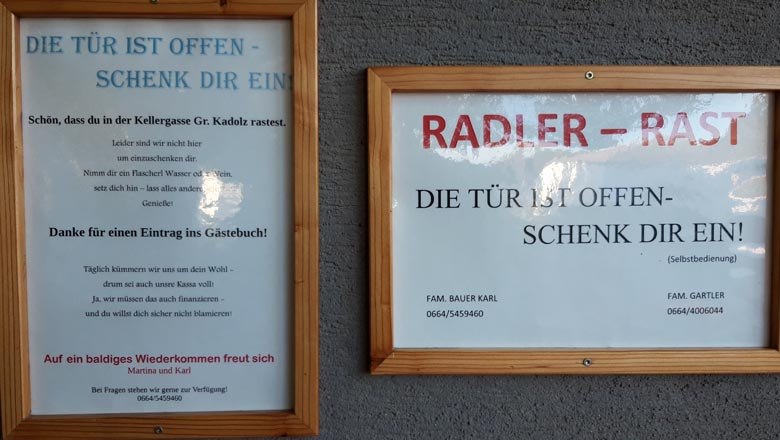 DIE TÜR IST OFFEN -
SCHENK DIR EIN!
Schön, dass du in der Kellergasse Gr. Kadolz rastest.
Leider sind wir nicht hier
um einzuschenken dir.
Nimm dir ein Flascherl Wasser oder Wein,
setz dich hin – lass alles andere
Genieße!
Danke für einen Eintrag ins Gästebuch!
Täglich kümmern wir uns um dein Wohl –
drum sei auch unsre Kassa voll!
Ja, wir müssen das auch finanzieren –
und du willst dich sicher nicht blamieren!
Auf ein baldiges Wiederkommen freut sich
Martina und Karl
Bei Fragen stehen wir gerne zur Verfügung!
0664/5459460
RADLER – RAST
DIE TÜR IST OFFEN-
SCHENK DIR EIN!
(Selbstbedienung)
FAM. BAUER KARL
0664/5459460
FAM. GARTLER
0664/4006044